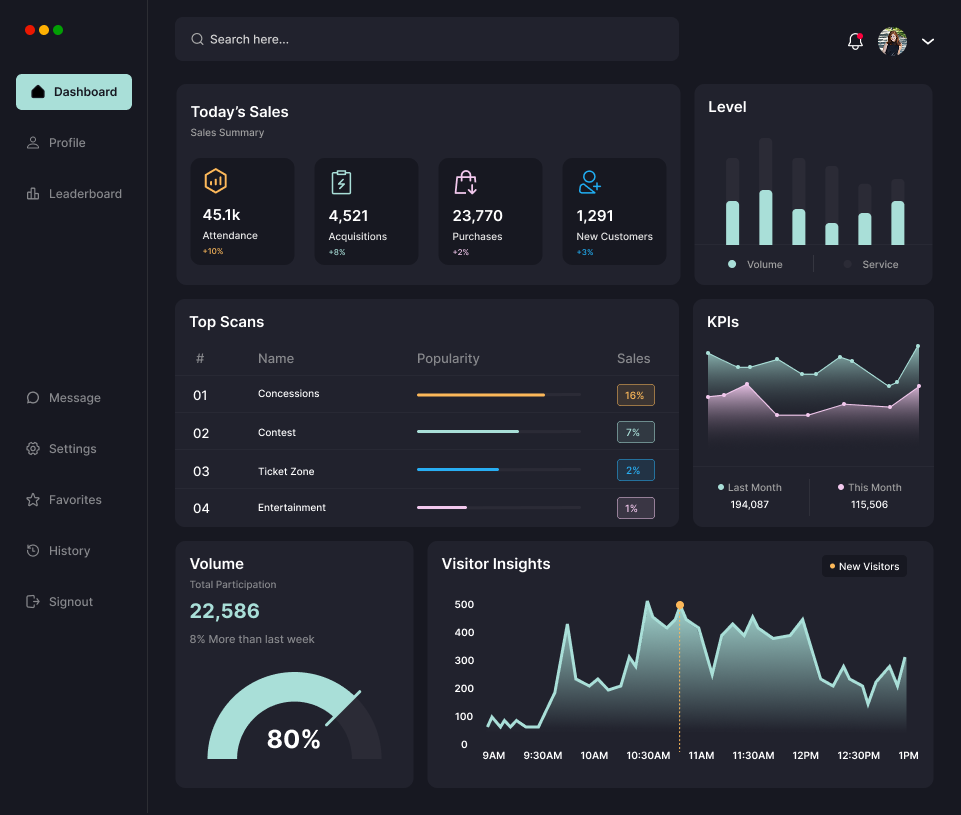 Search here...
Dashboard
Profile
Leaderboard
Message
Settings
Favorites
History
Signout
Today’s Sales
Sales Summary
45.1k
Attendance
+10%
4,521
Acquisitions
+8%
23,770
Purchases
+2%
1,291
New Customers
+3%
Level
Volume
Service
Top Scans
# Name Popularity Sales
01 Concessions 16%
02 Contest 7%
03 Ticket Zone 2%
04 Entertainment 1%
KPIs
Last Month
194,087
This Month
115,506
Volume
Total Participation
22,586
8% More than last week
80%
Visitor Insights
New Visitors
500
400
300
200
100
0
9AM 9:30AM 10AM 10:30AM 11AM 11:30AM 12PM 12:30PM 1PM